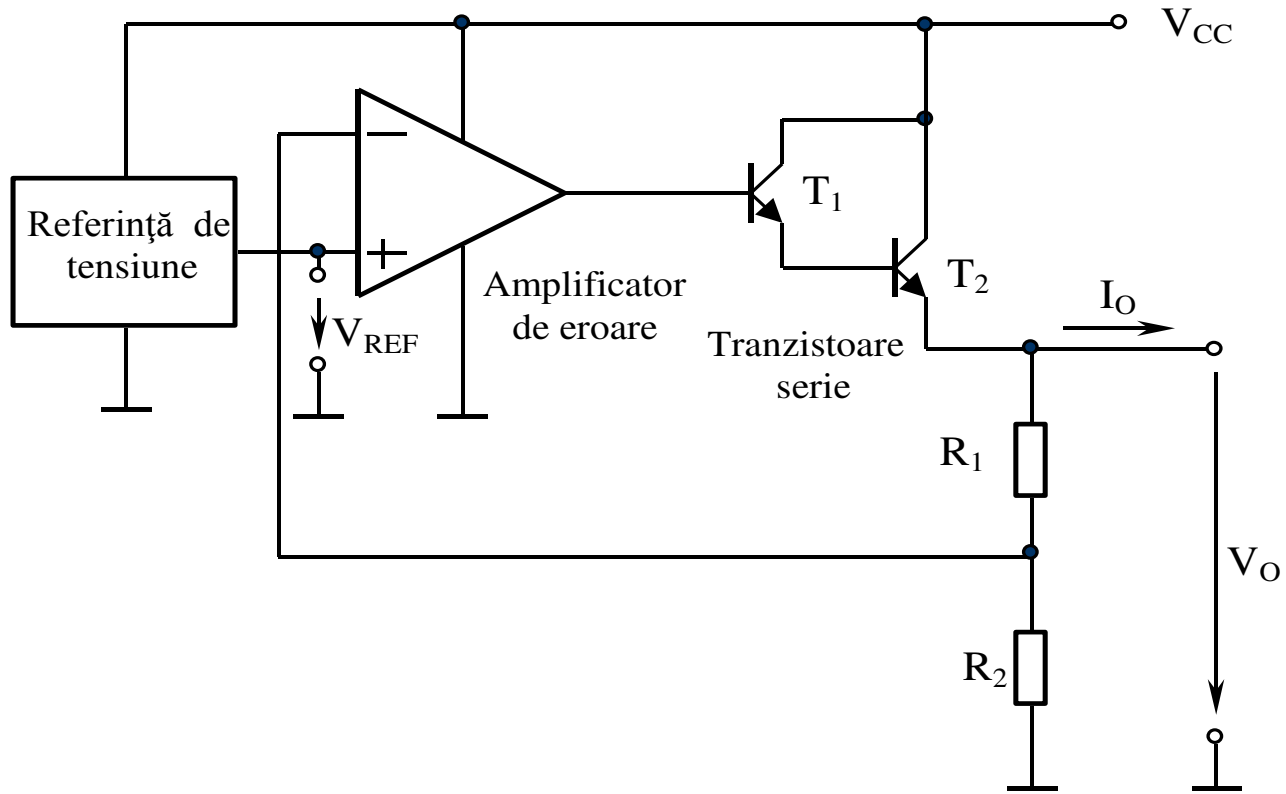 V_CC
Referinţă de
tensiune
−
+
V_REF
Amplificator
de eroare
T_1
T_2
Tranzistoare
serie
I_O
R_1
R_2
V_O